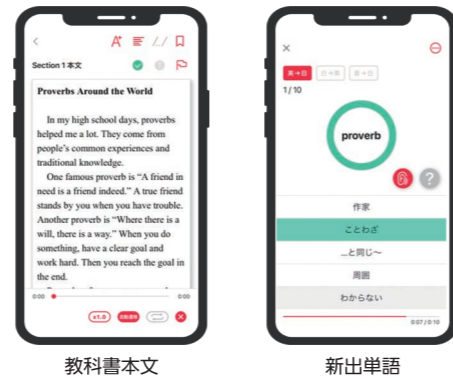 Section 1 本文
Proverbs Around the World
In my high school days, proverbs
helped me a lot. They come from
people's common experiences and
traditional knowledge.
One famous proverb is “A friend in
need is a friend indeed.” A true friend
stands by you when you have trouble.
Another proverb is “Where there is a
will, there is a way.” When you do
something, have a clear goal and
work hard. Then you reach the goal in
the end.
0:00 0:00
x1.0
教科書本文
英→日
1/10
proverb
?
作家
ことわざ
...と同じ〜
周囲
わからない
0:07/0:10
新出単語